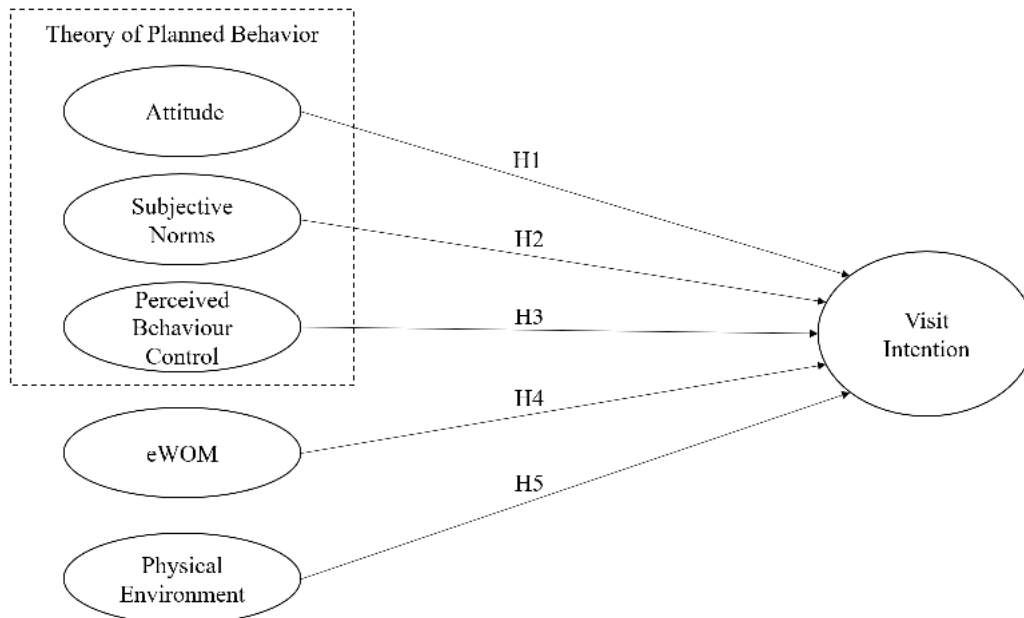 Theory of Planned Behavior
Attitude
H1
Subjective
Norms
H2
Perceived
Behaviour
Control
H3
Visit
Intention
eWOM
H4
Physical
Environment
H5